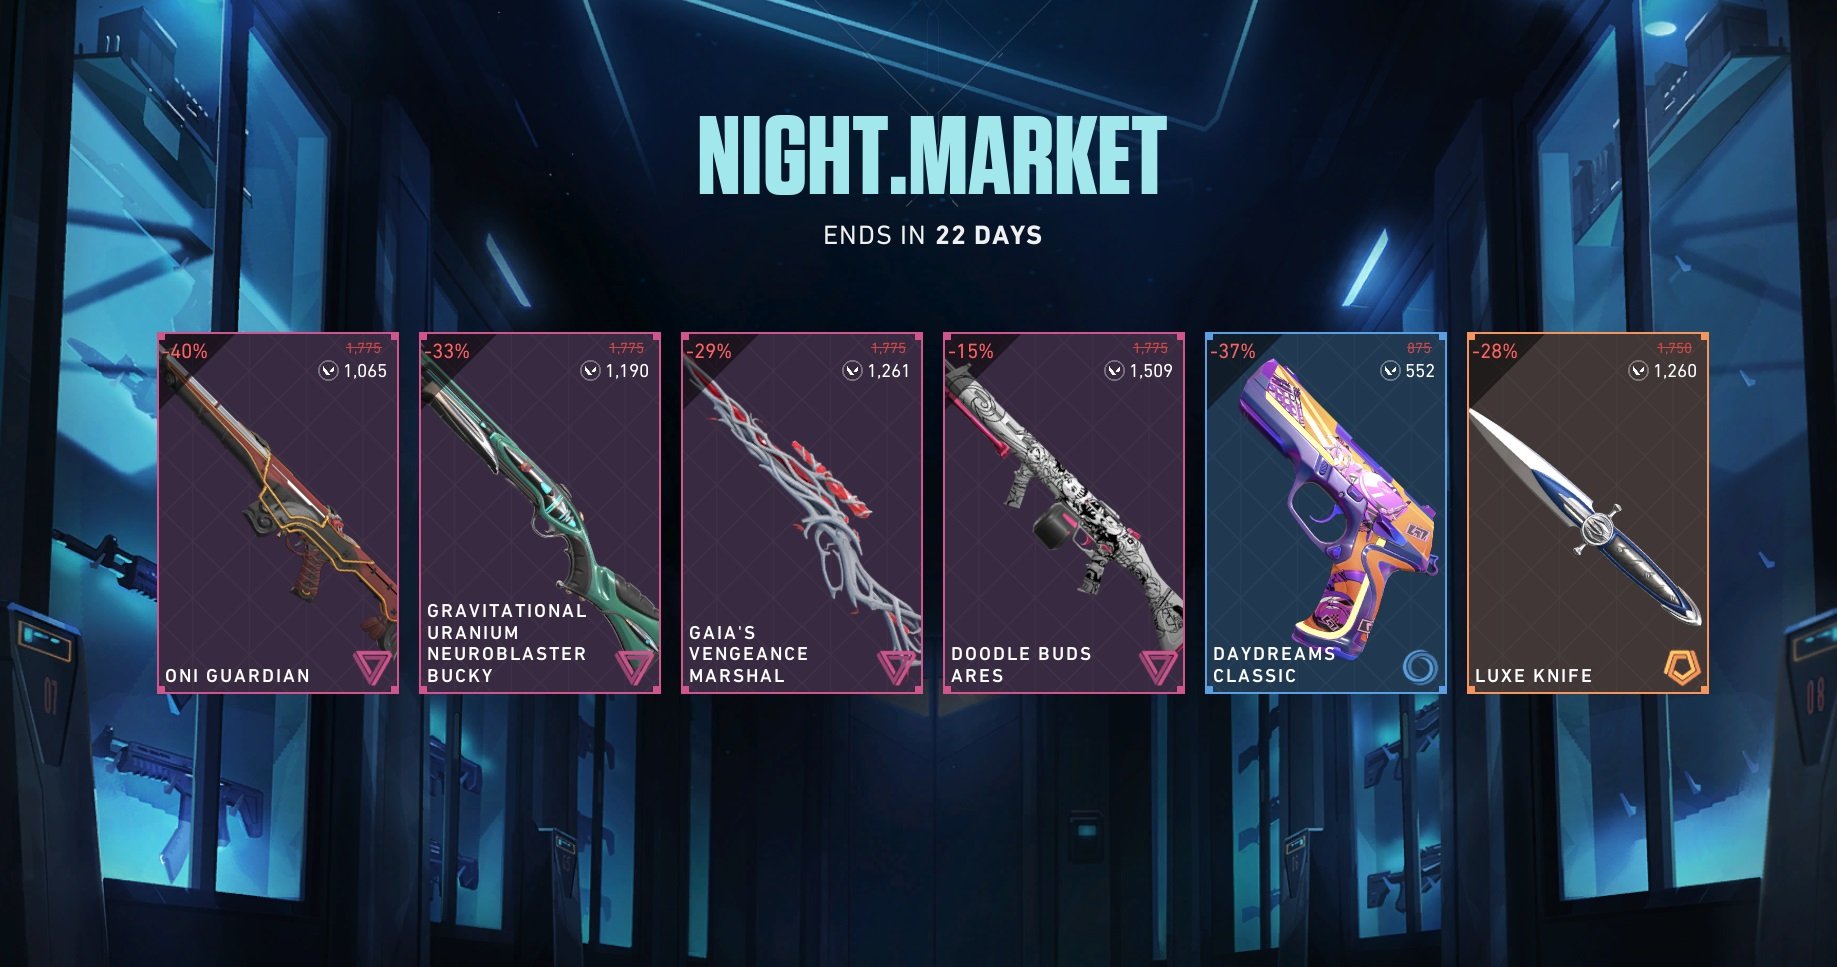 NIGHT.MARKET
ENDS IN 22 DAYS
-40%
1,775
1,065
ONI GUARDIAN
-33%
1,775
1,190
GRAVITATIONAL
URANIUM
NEUROBLASTER
BUCKY
-29%
1,775
1,261
GAIA'S
VENGEANCE
MARSHAL
-15%
1,775
1,509
DOODLE BUDS
ARES
-37%
875
552
DAYDREAMS
CLASSIC
-28%
1,750
1,260
LUXE KNIFE
07
08